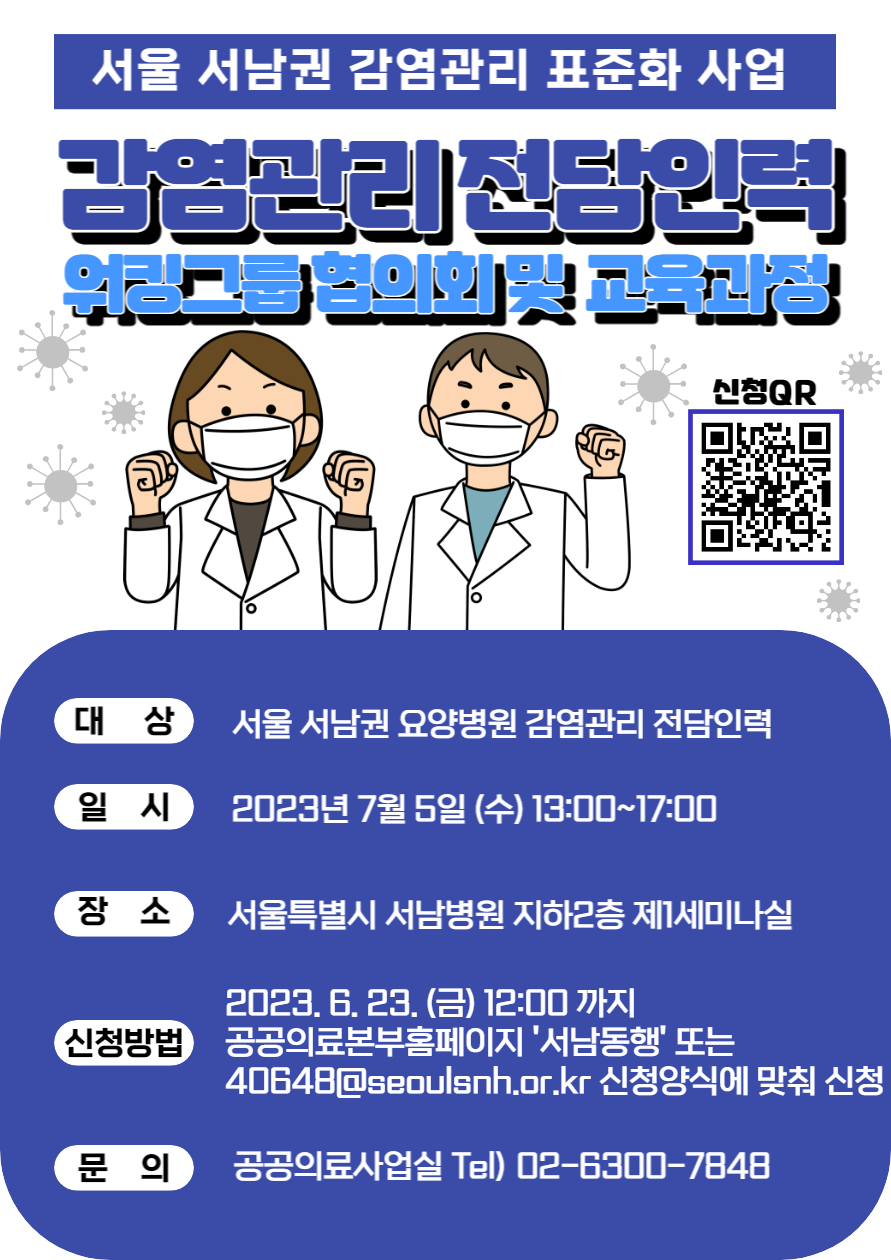 서울 서남권 감염관리 표준화 사업
감염관리 전담인력
워킹그룹 협의회 및 교육과정
신청QR
대 상 서울 서남권 요양병원 감염관리 전담인력
일 시 2023년 7월 5일 (수) 13:00~17:00
장 소 서울특별시 서남병원 지하2층 제1세미나실
2023. 6. 23. (금) 12:00 까지
신청방법 공공의료본부홈페이지 '서남동행' 또는
40648@seoulsnh.or.kr 신청양식에 맞춰 신청
문 의 공공의료사업실 Tel) 02-6300-7848